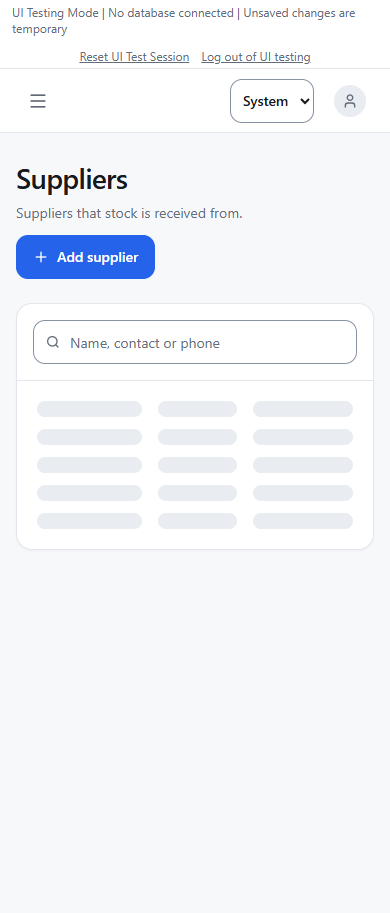 UI Testing Mode | No database connected | Unsaved changes are
temporary
Reset UI Test Session Log out of UI testing
System
Suppliers
Suppliers that stock is received from.
Add supplier
Name, contact or phone